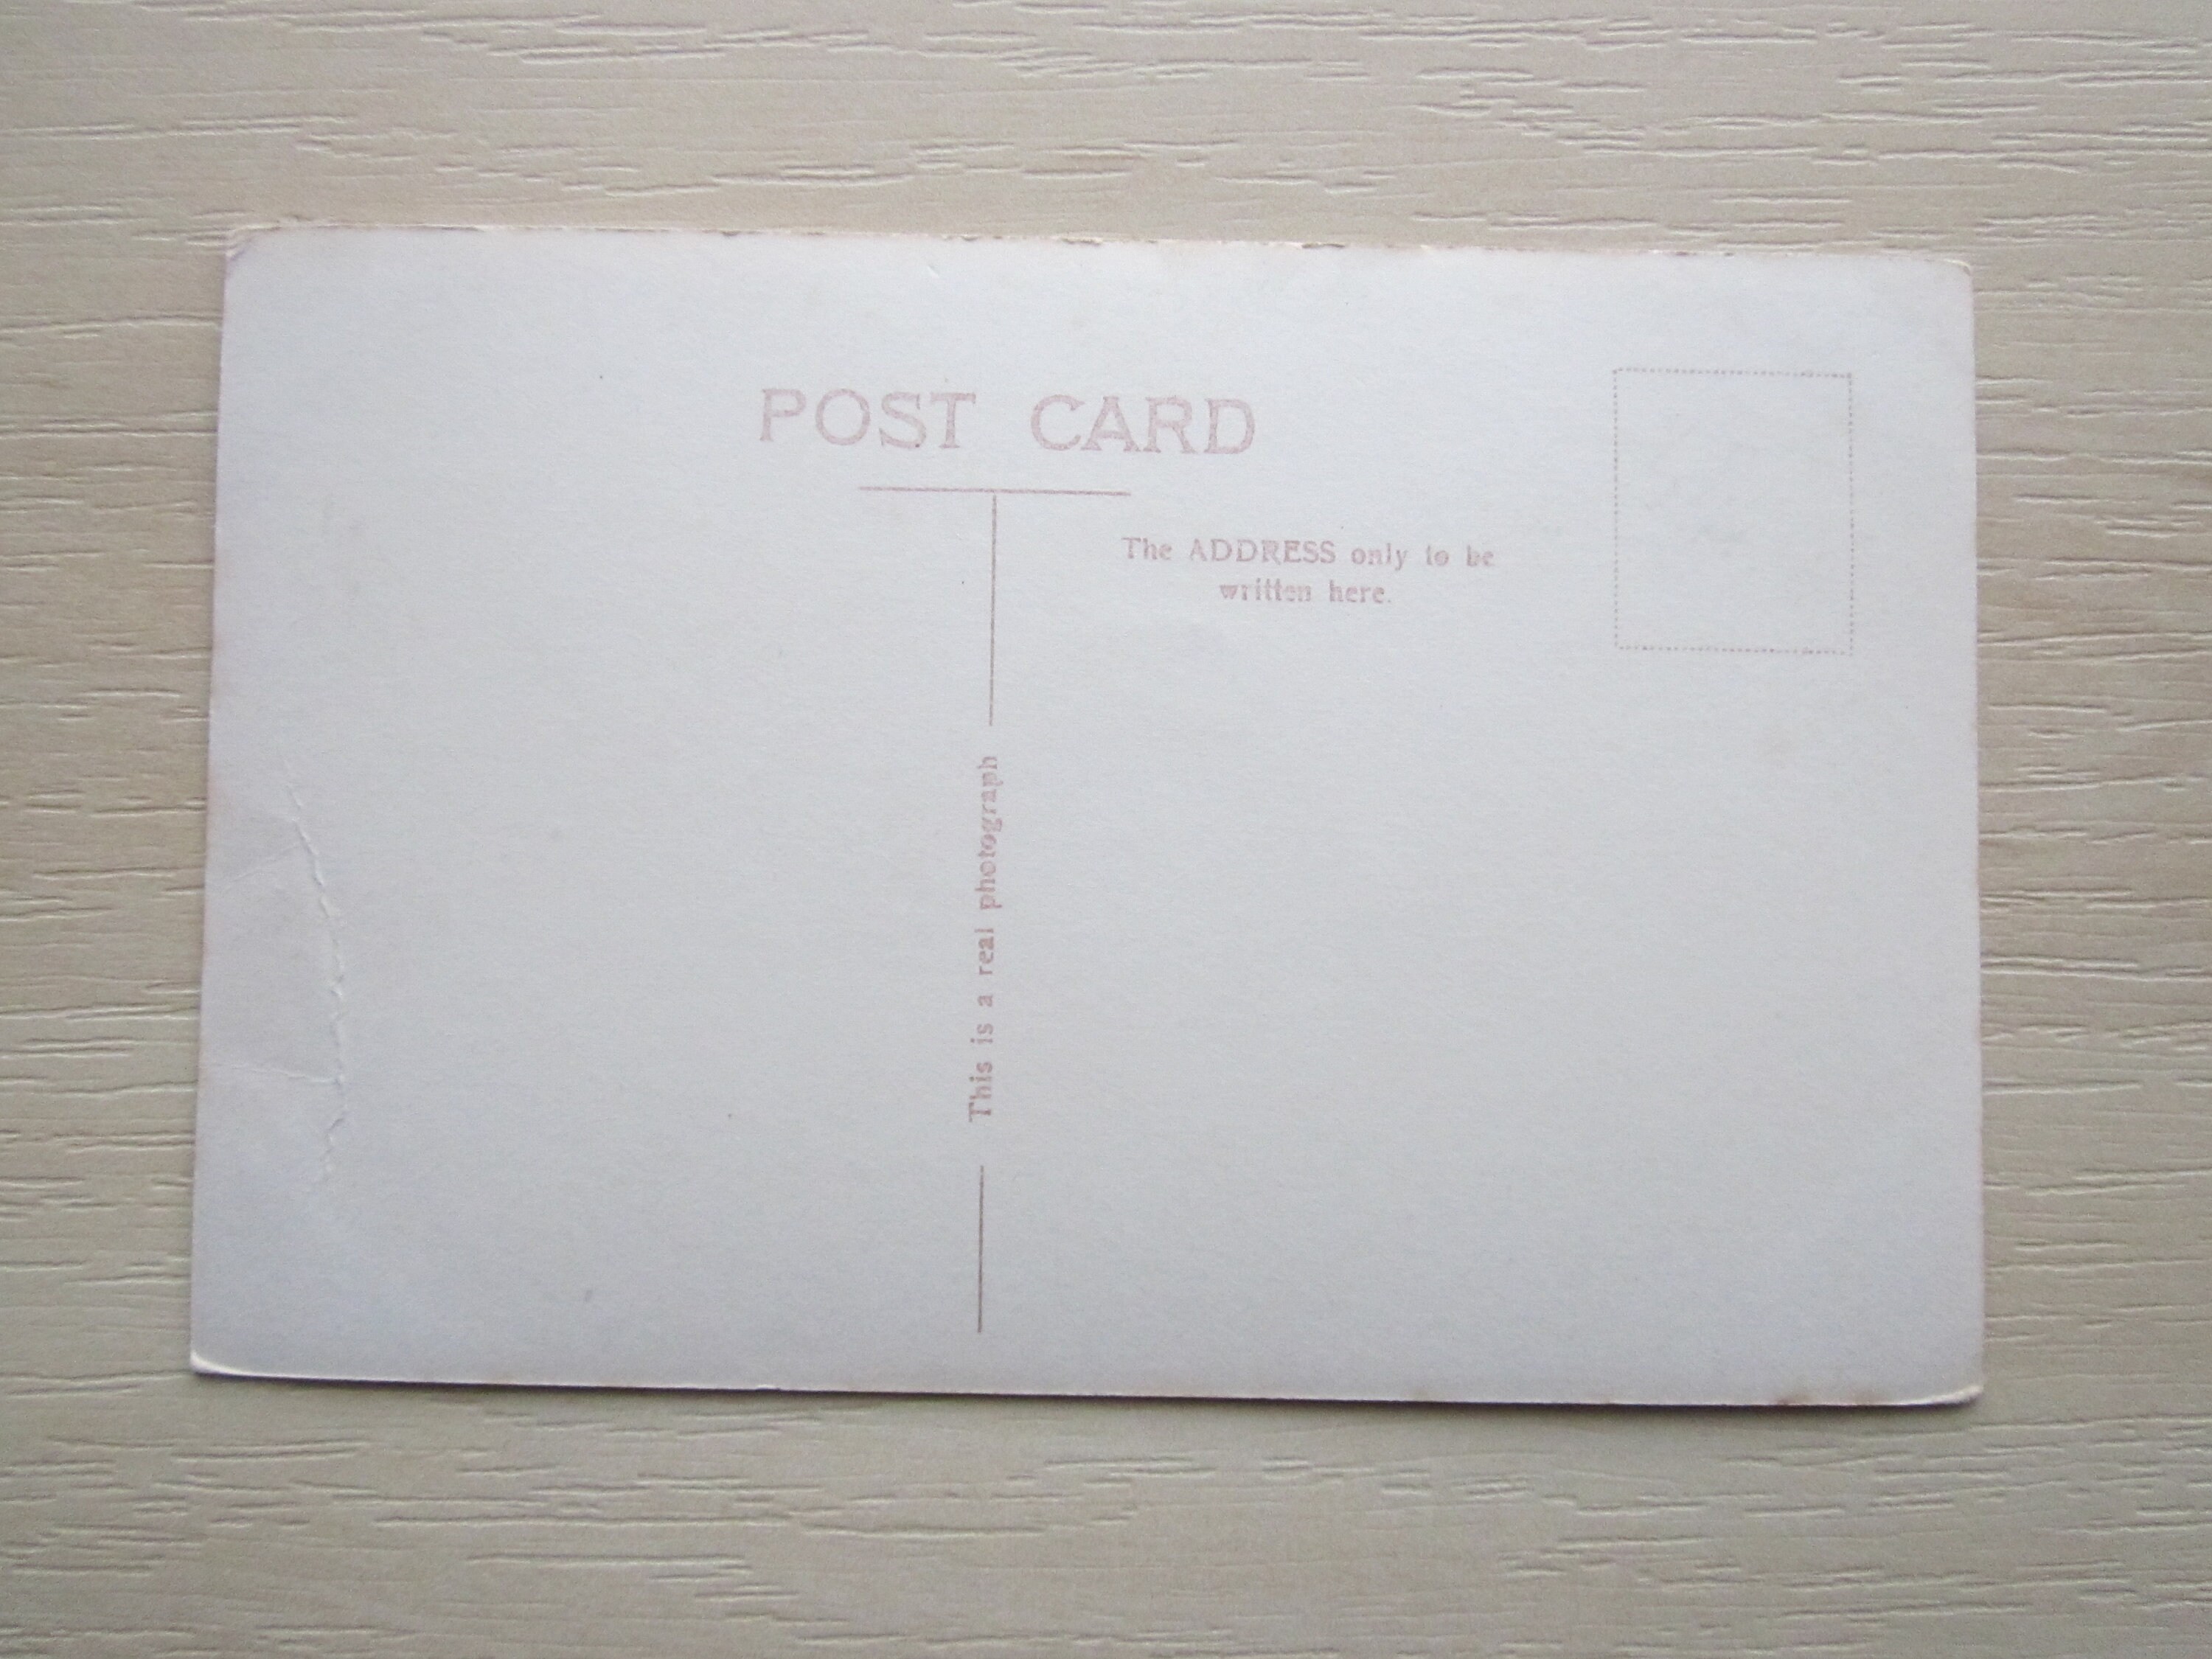 POST CARD
The ADDRESS only to be
written here.
This is a real photograph